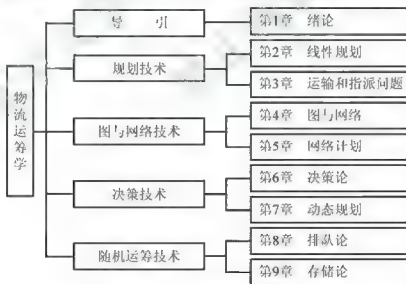 物流运筹学
导引
第1章 绪论
规划技术
第2章 线性规划
第3章 运输和指派问题
图与网络技术
第4章 图与网络
第5章 网络计划
决策技术
第6章 决策论
第7章 动态规划
随机运筹技术
第8章 排队论
第9章 存储论